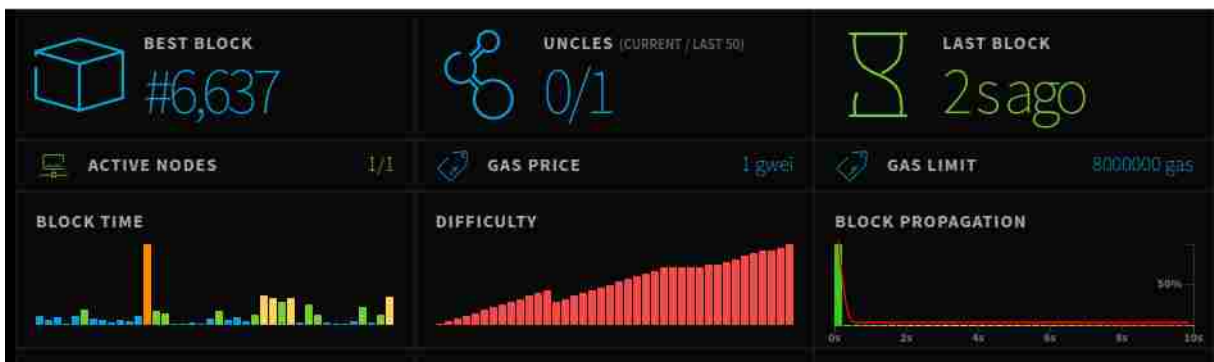 BEST BLOCK
#6,637
UNCLES (CURRENT / LAST 50)
0/1
LAST BLOCK
2s ago
ACTIVE NODES 1/1
GAS PRICE 1 gwei
GAS LIMIT 8000000 gas
BLOCK TIME
DIFFICULTY
BLOCK PROPAGATION
50%
0s 2s 4s 6s 8s 10s